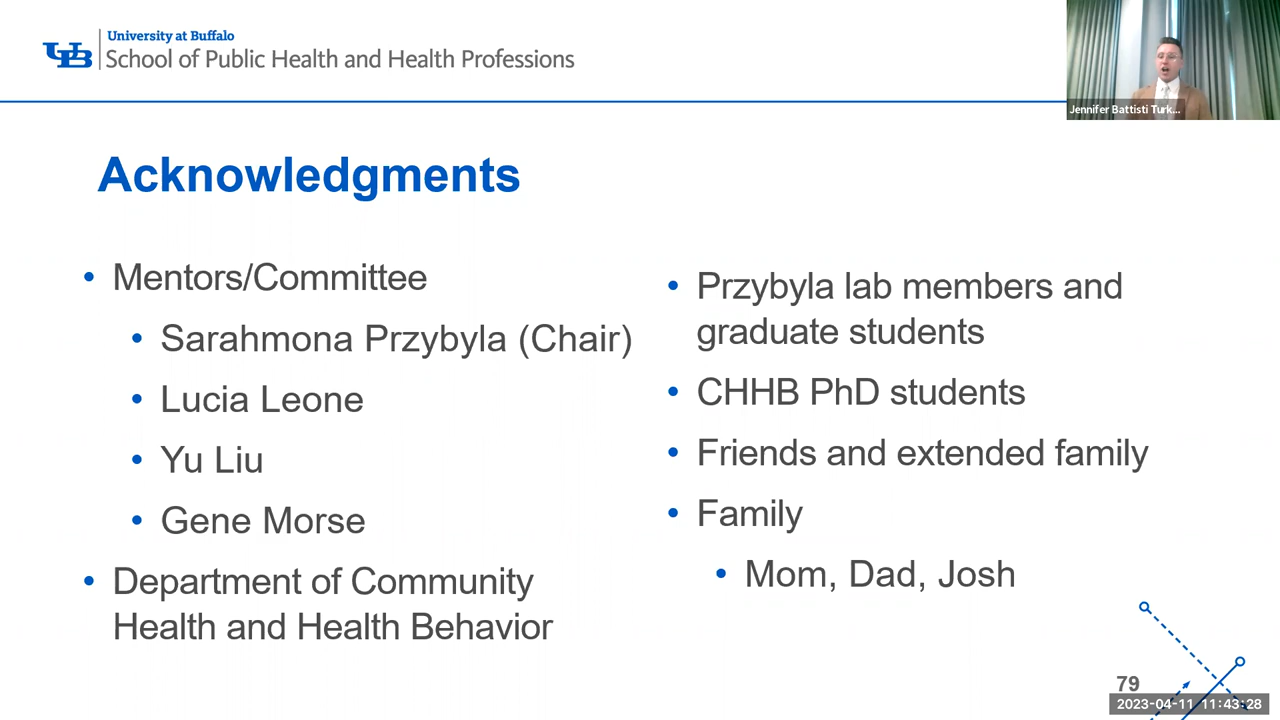 University at Buffalo
School of Public Health and Health Professions
Jennifer Battisti Turk...
Acknowledgments
• Mentors/Committee
• Sarahmona Przybyla (Chair)
• Lucia Leone
• Yu Liu
• Gene Morse
• Department of Community
Health and Health Behavior
• Przybyla lab members and
graduate students
• CHHB PhD students
• Friends and extended family
• Family
• Mom, Dad, Josh
79
2023-04-11 11:43:28